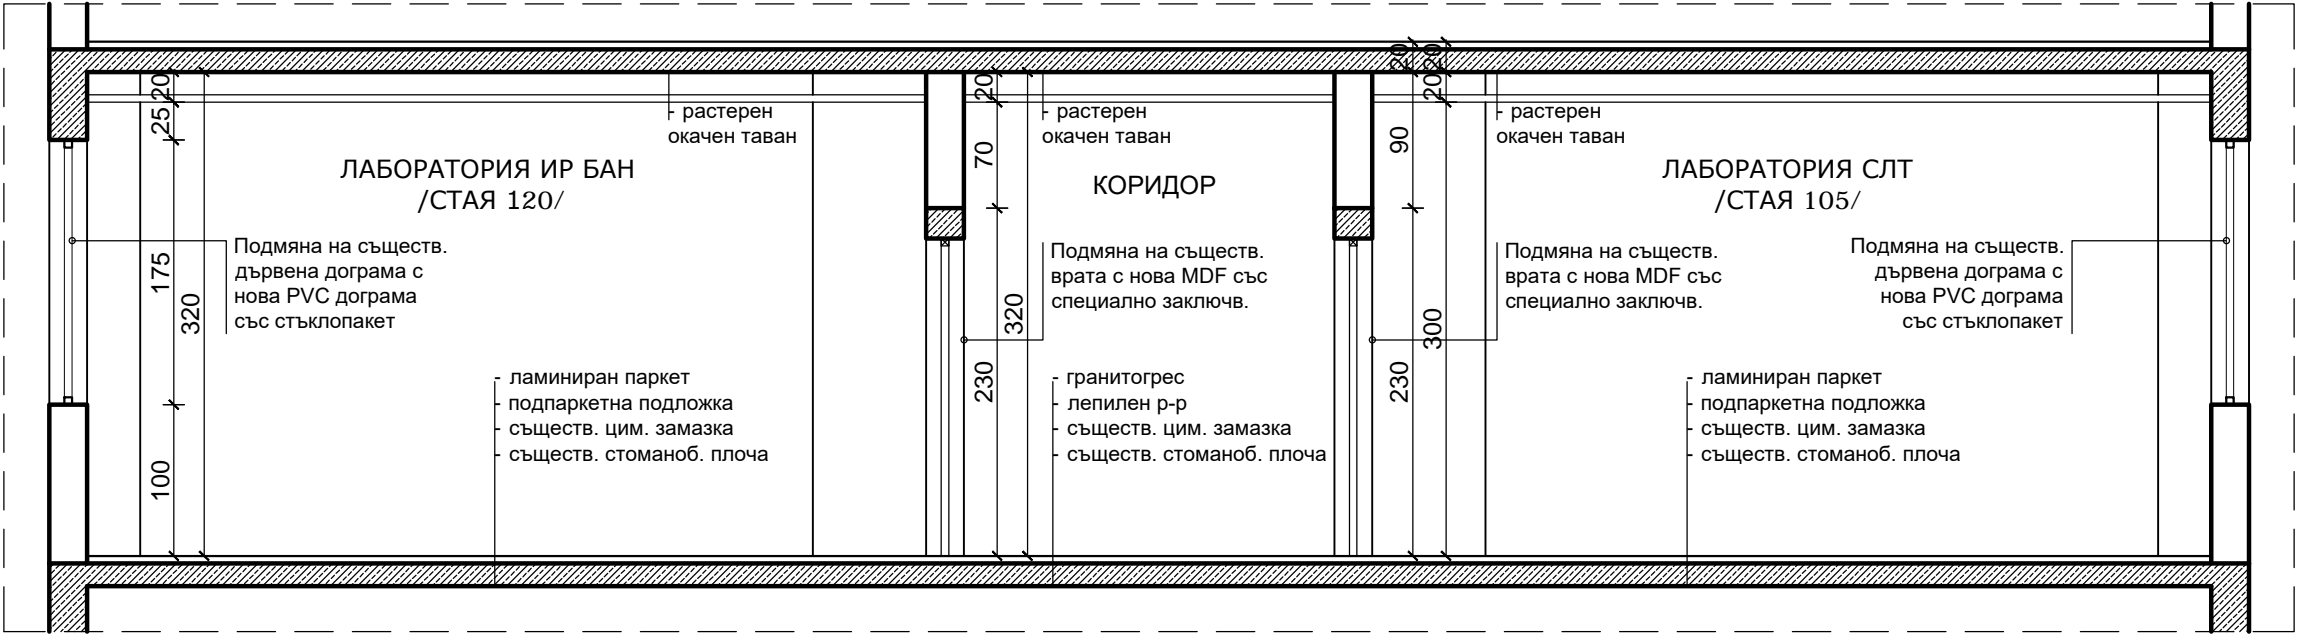 20
25
175
100
320
- растерен
окачен таван
ЛАБОРАТОРИЯ ИР БАН
/СТАЯ 120/
Подмяна на съществ.
дървена дограма с
нова PVC дограма
със стъклопакет
- ламиниран паркет
- подпаркетна подложка
- съществ. цим. замазка
- съществ. стоманоб. плоча
20
70
230
320
- растерен
окачен таван
КОРИДОР
Подмяна на съществ.
врата с нова MDF със
специално заключв.
- гранитогрес
- лепилен р-р
- съществ. цим. замазка
- съществ. стоманоб. плоча
20
20
20
90
230
300
- растерен
окачен таван
ЛАБОРАТОРИЯ СЛТ
/СТАЯ 105/
Подмяна на съществ.
врата с нова MDF със
специално заключв.
Подмяна на съществ.
дървена дограма с
нова PVC дограма
със стъклопакет
- ламиниран паркет
- подпаркетна подложка
- съществ. цим. замазка
- съществ. стоманоб. плоча